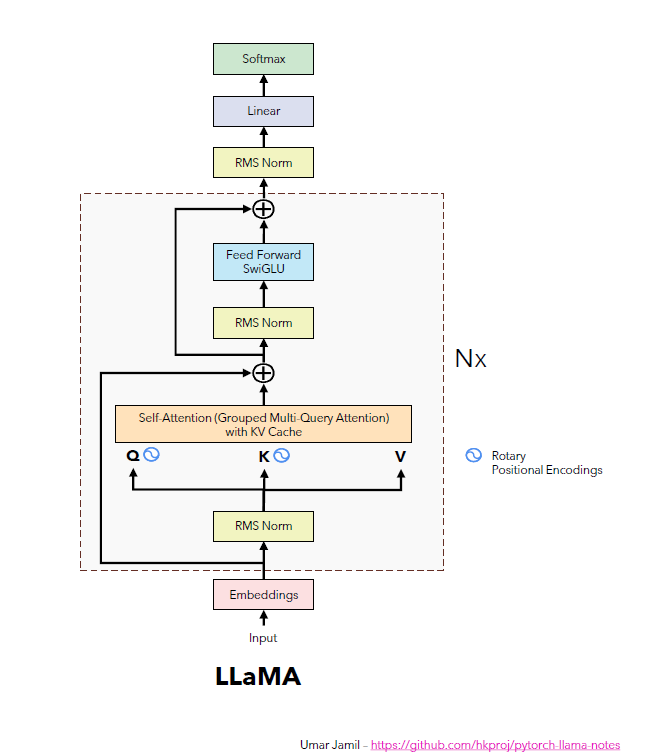 Softmax
Linear
RMS Norm
Feed Forward
SwiGLU
RMS Norm
Nx
Self-Attention (Grouped Multi-Query Attention)
with KV Cache
Q K V
Rotary
Positional Encodings
RMS Norm
Embeddings
Input
LLaMA
Umar Jamil – https://github.com/hkproj/pytorch-llama-notes